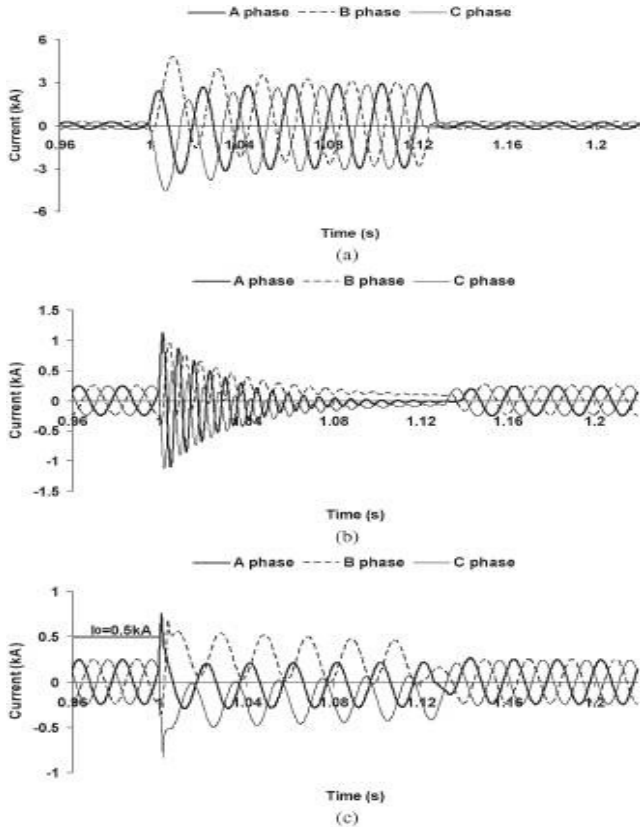 A phase B phase C phase
6
3
0
-3
-6
Current (kA)
0.96 1 1.04 1.08 1.12 1.16 1.2
Time (s)
(a)
A phase B phase C phase
1.5
1
0.5
0
-0.5
-1
-1.5
Current (kA)
0.96 1 1.04 1.08 1.12 1.16 1.2
Time (s)
(b)
A phase B phase C phase
1
0.5
0
-0.5
-1
Io=0.5kA
Current (kA)
0.96 1 1.04 1.08 1.12 1.16 1.2
Time (s)
(c)